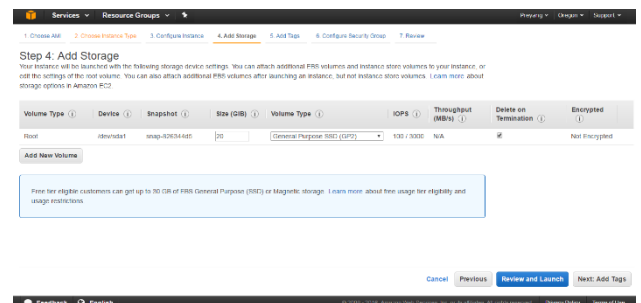 Services Resource Groups
Preyang Oregon Support
1. Choose AMI 2. Choose Instance Type 3. Configure Instance 4. Add Storage 5. Add Tags 6. Configure Security Group 7. Review
Step 4: Add Storage
Your instance will be launched with the following storage device settings. You can attach additional EBS volumes and instance store volumes to your instance, or
edit the settings of the root volume. You can also attach additional EBS volumes after launching an instance, but not instance store volumes. Learn more about
storage options in Amazon EC2.
Volume Type Device Snapshot Size (GiB) Volume Type IOPS Throughput (MB/s) Delete on Termination Encrypted
Root /dev/sda1 20 General Purpose SSD (GP2) 100 / 3000 N/A Not Encrypted
Add New Volume
Free tier eligible customers can get up to 30 GB of EBS General Purpose (SSD) or Magnetic storage. Learn more about free usage tier eligibility and
usage restrictions.
Cancel Previous Review and Launch Next: Add Tags
Feedback English Privacy Policy Terms of Use